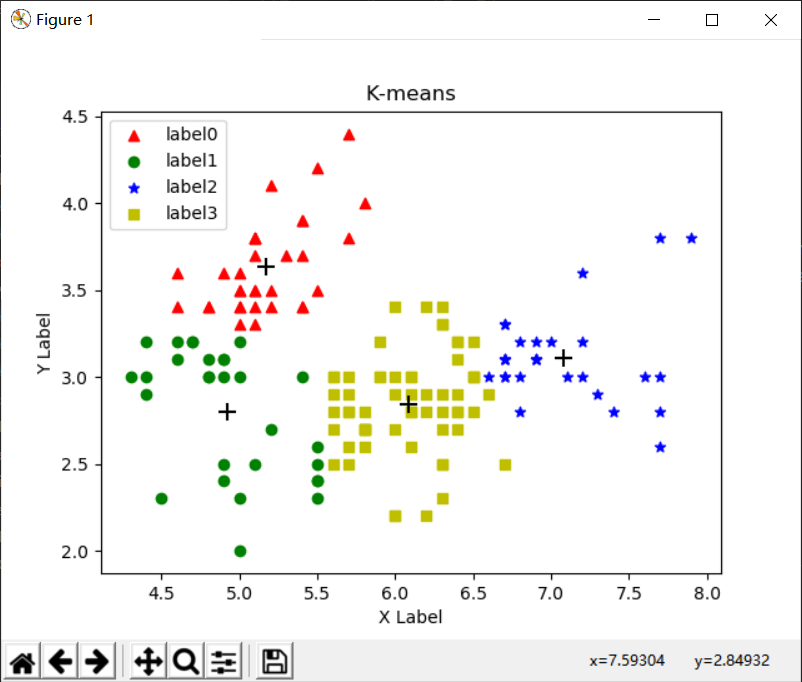 Figure 1
K-means
label0
label1
label2
label3
4.5
4.0
3.5
3.0
2.5
2.0
Y Label
4.5 5.0 5.5 6.0 6.5 7.0 7.5 8.0
X Label
x=7.59304 y=2.84932